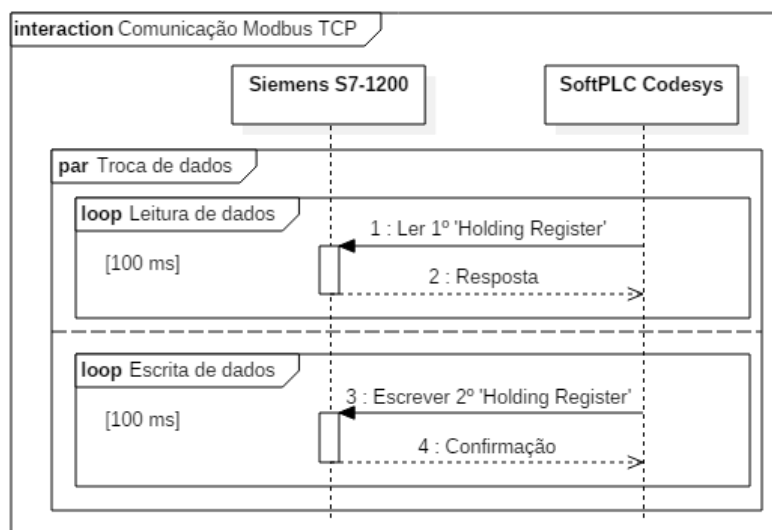 interaction Comunicação Modbus TCP
Siemens S7-1200
SoftPLC Codesys
par Troca de dados
loop Leitura de dados
1 : Ler 1º 'Holding Register'
[100 ms]
2 : Resposta
loop Escrita de dados
3 : Escrever 2º 'Holding Register'
[100 ms]
4 : Confirmação